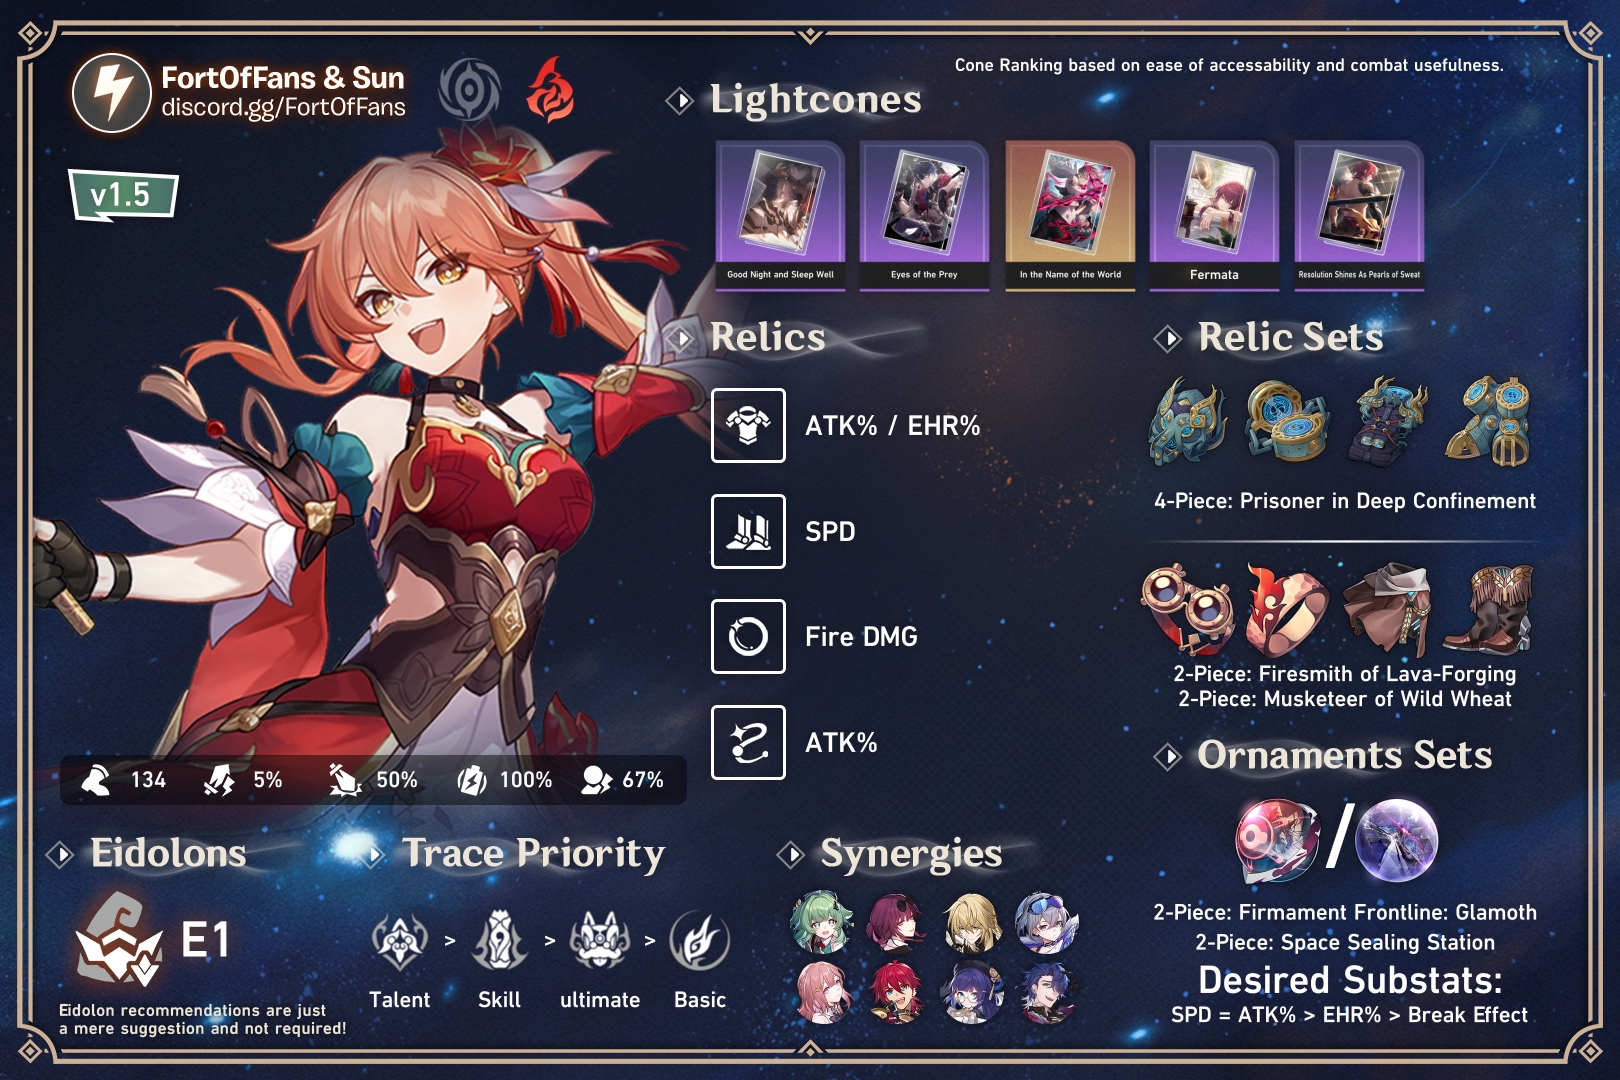 FortOfFans & Sun
discord.gg/FortOfFans
v1.5
Cone Ranking based on ease of accessability and combat usefulness.
Lightcones
Good Night and Sleep Well
Eyes of the Prey
In the Name of the World
Fermata
Resolution Shines As Pearls of Sweat
Relics
ATK% / EHR%
SPD
Fire DMG
ATK%
Relic Sets
4-Piece: Prisoner in Deep Confinement
2-Piece: Firesmith of Lava-Forging
2-Piece: Musketeer of Wild Wheat
Ornaments Sets
/
2-Piece: Firmament Frontline: Glamoth
2-Piece: Space Sealing Station
Desired Substats:
SPD = ATK% > EHR% > Break Effect
134 5% 50% 100% 67%
Eidolons
E1
Eidolon recommendations are just
a mere suggestion and not required!
Trace Priority
> > >
Talent Skill ultimate Basic
Synergies